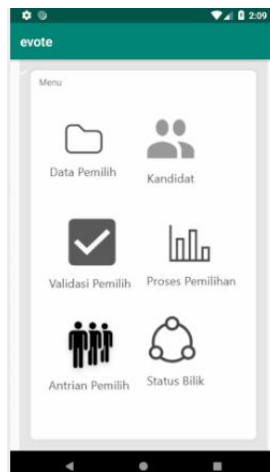 2:09
evote
Menu
Data Pemilih
Kandidat
Validasi Pemilih
Proses Pemilihan
Antrian Pemilih
Status Bilik